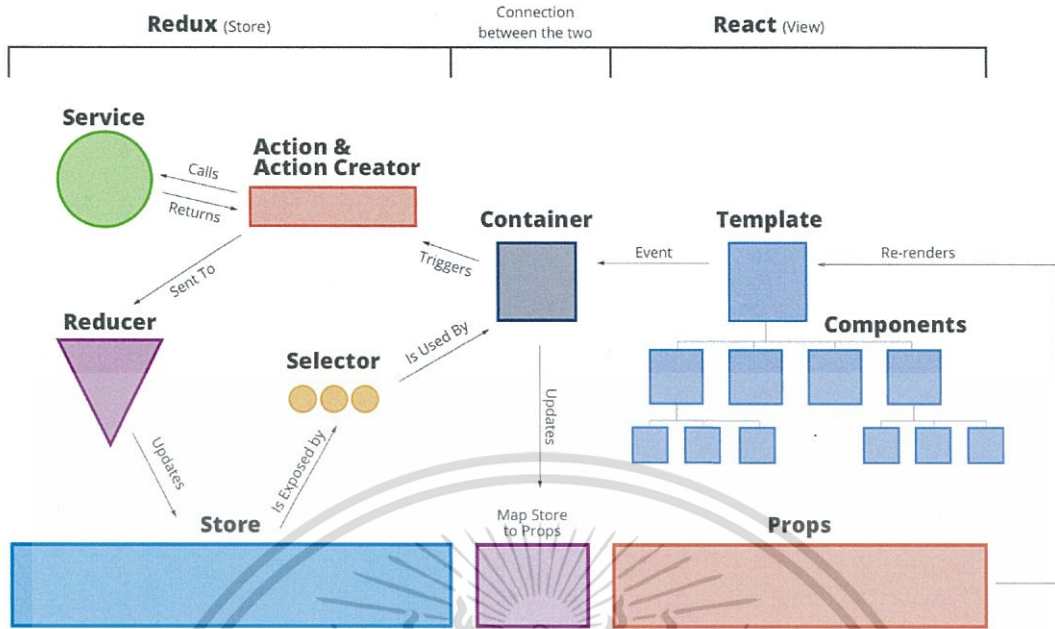 Redux (Store)
Connection
between the two
React (View)
Service
Action &
Action Creator
Calls
Returns
Container
Template
Triggers
Event
Re-renders
Sent To
Reducer
Components
Selector
Is Used By
Updates
Updates
Is Exposed by
Store
Map Store
to Props
Props